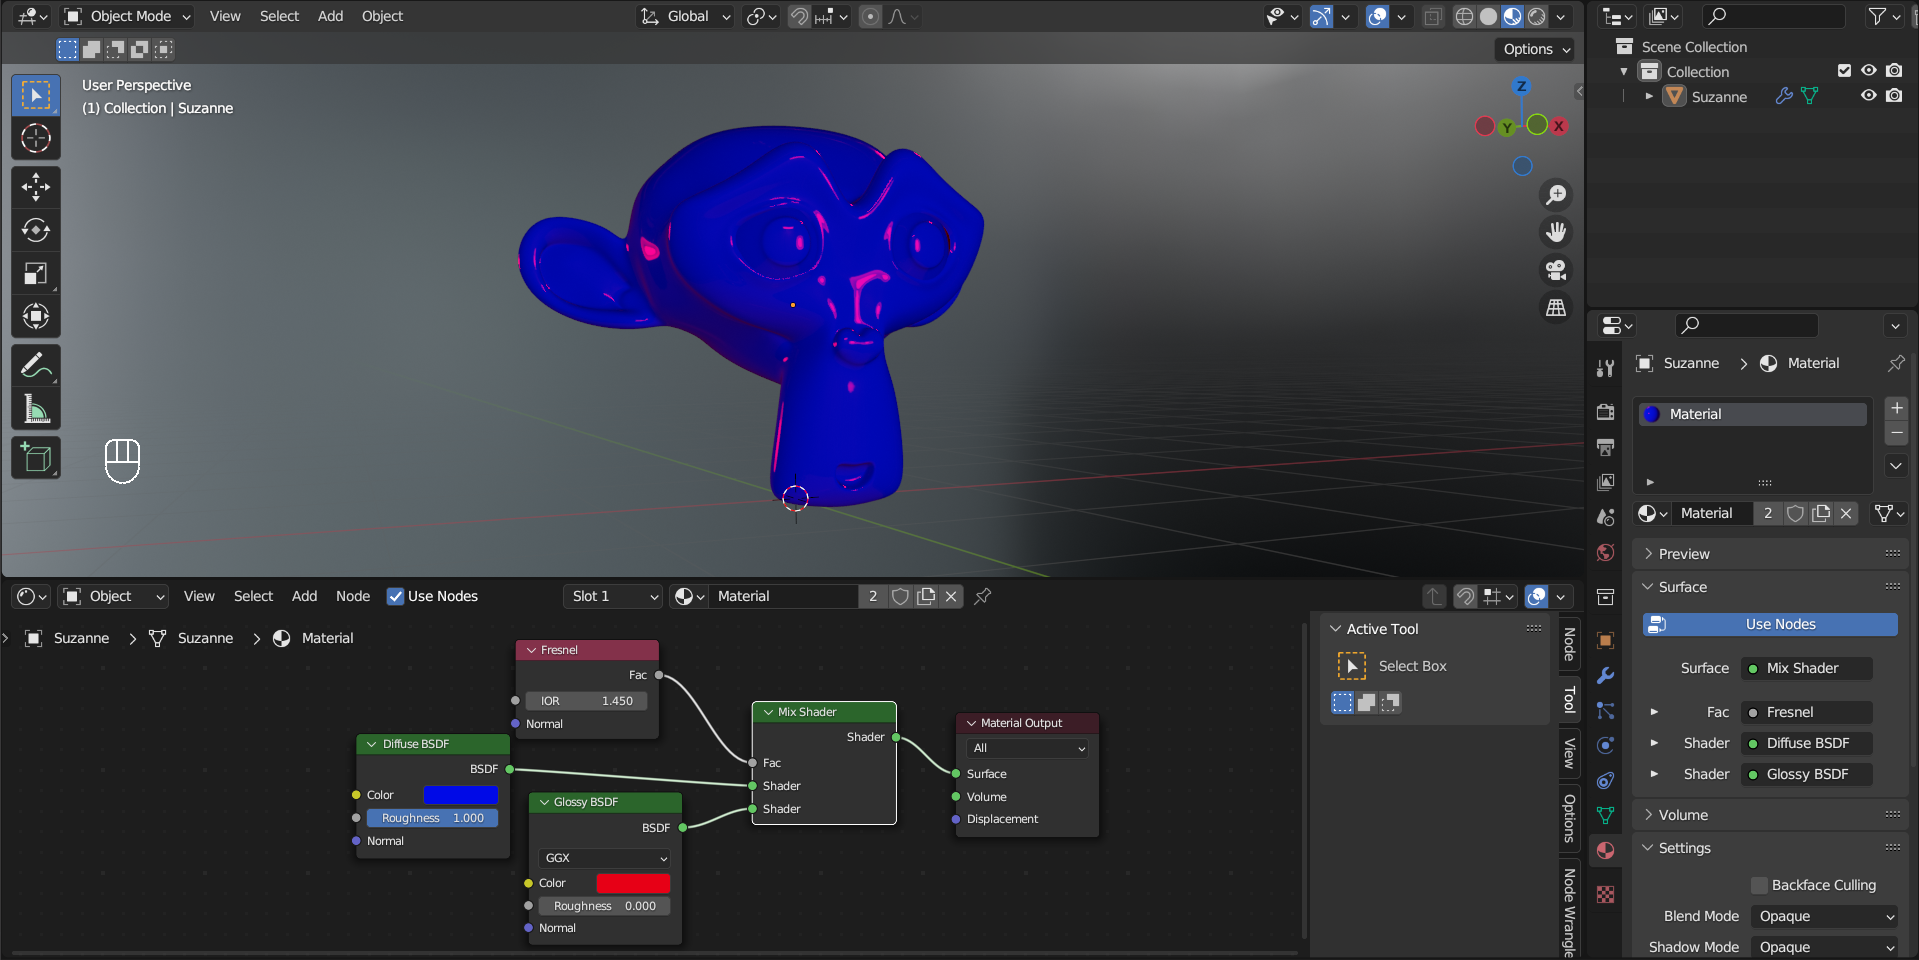 Object Mode View Select Add Object Global
Options
User Perspective
(1) Collection | Suzanne
Z
Y
X
Scene Collection
Collection
Suzanne
Suzanne > Material
Material
Material 2
Preview
Surface
Use Nodes
Surface Mix Shader
Fac Fresnel
Shader Diffuse BSDF
Shader Glossy BSDF
Volume
Settings
Backface Culling
Blend Mode Opaque
Shadow Mode Opaque
Object View Select Add Node Use Nodes Slot 1 Material 2
Suzanne > Suzanne > Material
Fresnel
Fac
IOR 1.450
Normal
Diffuse BSDF
BSDF
Color
Roughness 1.000
Normal
Glossy BSDF
BSDF
GGX
Color
Roughness 0.000
Normal
Mix Shader
Shader
Fac
Shader
Shader
Material Output
All
Surface
Volume
Displacement
Active Tool
Select Box
Node
Tool
View
Options
Node Wrangle